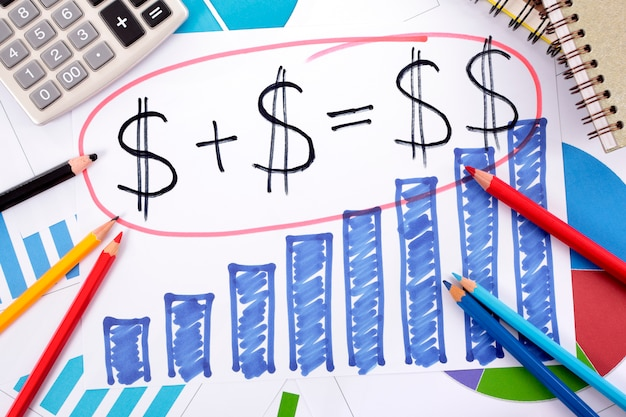 $ + $ = $ $